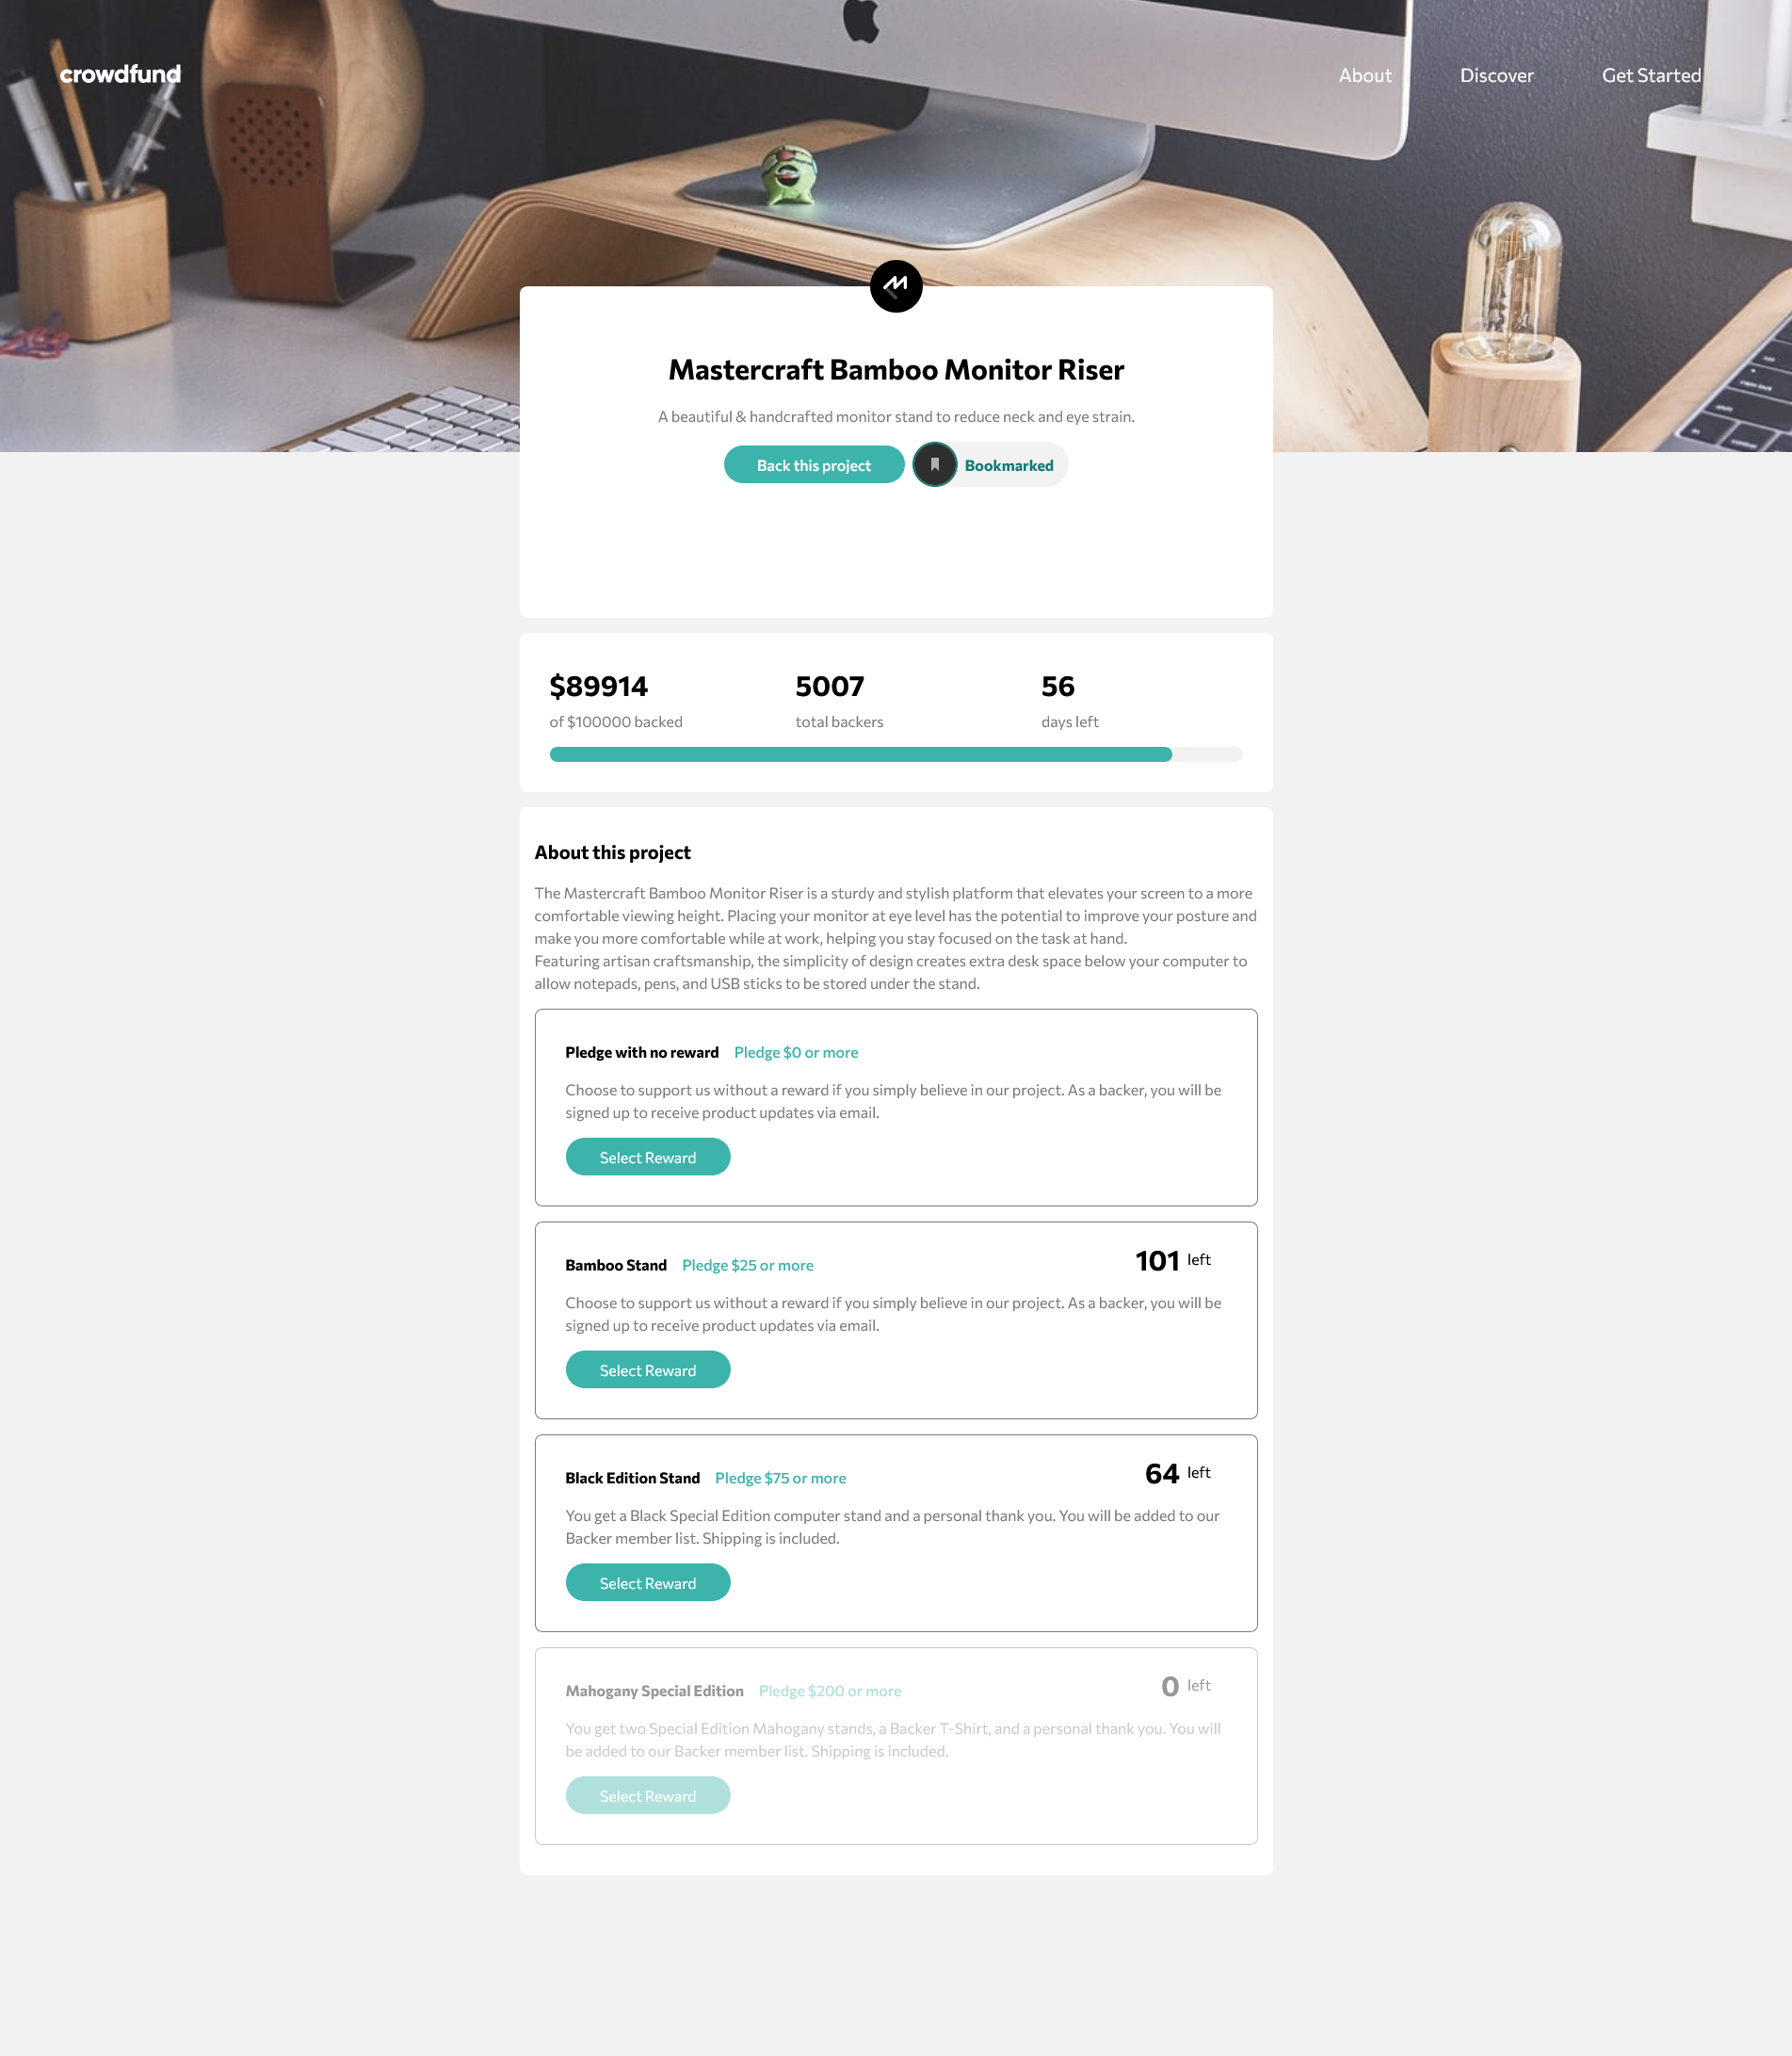 crowdfund
About Discover Get Started
Mastercraft Bamboo Monitor Riser
A beautiful & handcrafted monitor stand to reduce neck and eye strain.
Back this project Bookmarked
$89914 5007 56
of $100000 backed total backers days left
About this project
The Mastercraft Bamboo Monitor Riser is a sturdy and stylish platform that elevates your screen to a more
comfortable viewing height. Placing your monitor at eye level has the potential to improve your posture and
make you more comfortable while at work, helping you stay focused on the task at hand.
Featuring artisan craftsmanship, the simplicity of design creates extra desk space below your computer to
allow notepads, pens, and USB sticks to be stored under the stand.
Pledge with no reward Pledge $0 or more
Choose to support us without a reward if you simply believe in our project. As a backer, you will be
signed up to receive product updates via email.
Select Reward
Bamboo Stand Pledge $25 or more 101 left
Choose to support us without a reward if you simply believe in our project. As a backer, you will be
signed up to receive product updates via email.
Select Reward
Black Edition Stand Pledge $75 or more 64 left
You get a Black Special Edition computer stand and a personal thank you. You will be added to our
Backer member list. Shipping is included.
Select Reward
Mahogany Special Edition Pledge $200 or more 0 left
You get two Special Edition Mahogany stands, a Backer T-Shirt, and a personal thank you. You will
be added to our Backer member list. Shipping is included.
Select Reward